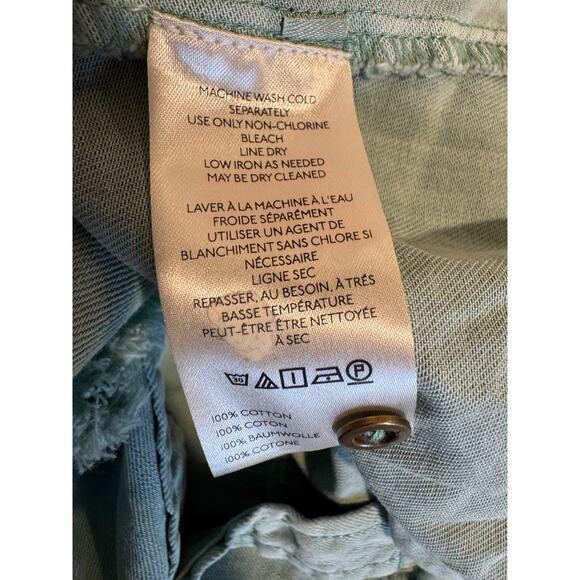 MACHINE WASH COLD
SEPARATELY
USE ONLY NON-CHLORINE
BLEACH
LINE DRY
LOW IRON AS NEEDED
MAY BE DRY CLEANED
LAVER À LA MACHINE À L'EAU
FROIDE SÉPARÉMENT
UTILISER UN AGENT DE
BLANCHIMENT SANS CHLORE SI
NÉCESSAIRE
LIGNE SEC
REPASSER, AU BESOIN, À TRÉS
BASSE TEMPÉRATURE
PEUT-ÊTRE ÊTRE NETTOYÉE
À SEC
30 P
100% COTTON
100% COTON
100% BAUMWOLLE
100% COTONE